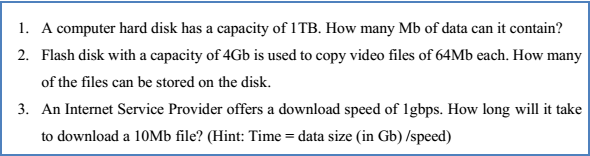 1. A computer hard disk has a capacity of 1TB. How many Mb of data can it contain?
2. Flash disk with a capacity of 4Gb is used to copy video files of 64Mb each. How many
of the files can be stored on the disk.
3. An Internet Service Provider offers a download speed of 1gbps. How long will it take
to download a 10Mb file? (Hint: Time = data size (in Gb) /speed)